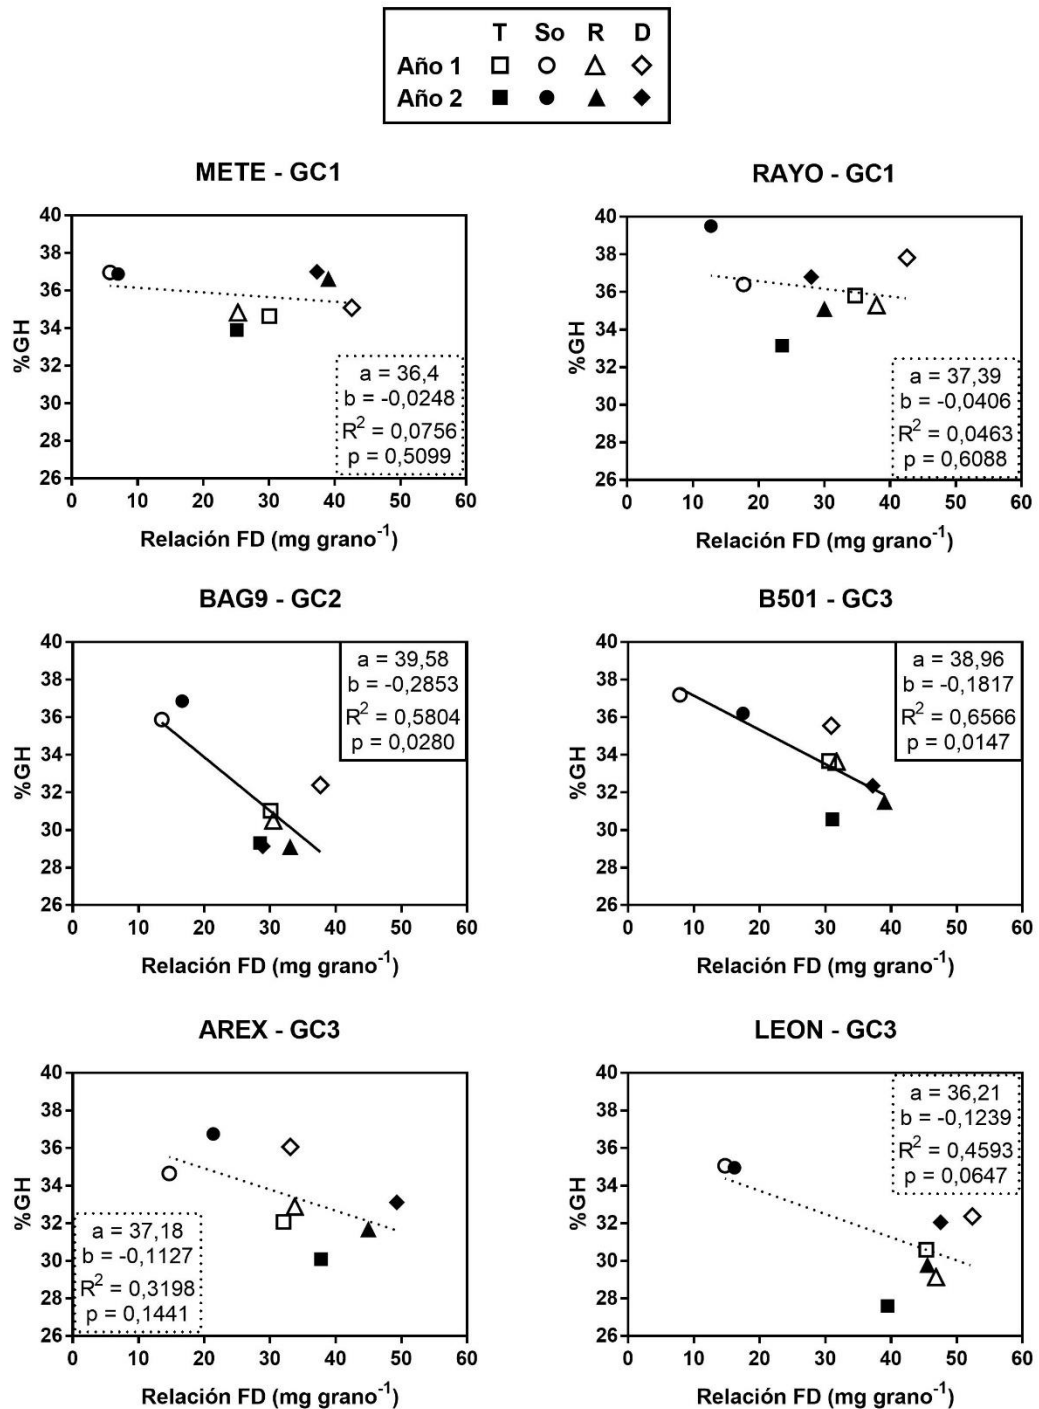 T So R D
Año 1
Año 2
METE - GC1
40
38
36
34
32
30
28
26
%GH
a = 36,4
b = -0,0248
R² = 0,0756
p = 0,5099
0 10 20 30 40 50 60
Relación FD (mg grano⁻¹)
RAYO - GC1
40
38
36
34
32
30
28
26
%GH
a = 37,39
b = -0,0406
R² = 0,0463
p = 0,6088
0 10 20 30 40 50 60
Relación FD (mg grano⁻¹)
BAG9 - GC2
40
38
36
34
32
30
28
26
%GH
a = 39,58
b = -0,2853
R² = 0,5804
p = 0,0280
0 10 20 30 40 50 60
Relación FD (mg grano⁻¹)
B501 - GC3
40
38
36
34
32
30
28
26
%GH
a = 38,96
b = -0,1817
R² = 0,6566
p = 0,0147
0 10 20 30 40 50 60
Relación FD (mg grano⁻¹)
AREX - GC3
40
38
36
34
32
30
28
26
%GH
a = 37,18
b = -0,1127
R² = 0,3198
p = 0,1441
0 10 20 30 40 50 60
Relación FD (mg grano⁻¹)
LEON - GC3
40
38
36
34
32
30
28
26
%GH
a = 36,21
b = -0,1239
R² = 0,4593
p = 0,0647
0 10 20 30 40 50 60
Relación FD (mg grano⁻¹)